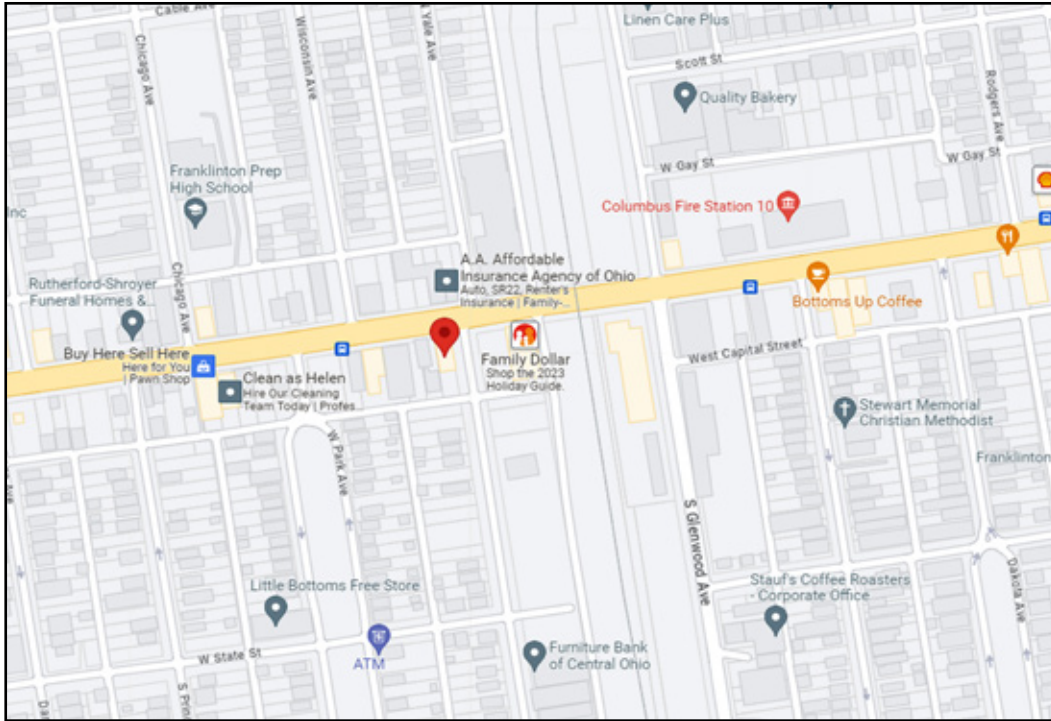 Linen Care Plus
Cable Ave
Chicago Ave
Wisconsin Ave
Yale Ave
Scott St
Quality Bakery
Rodgers Ave
W Gay St
W Gay St
Franklinton Prep
High School
Inc
Columbus Fire Station 10
A.A. Affordable
Insurance Agency of Ohio
Auto, SR22, Renter's
Insurance | Family-...
Rutherford-Shroyer
Funeral Homes &...
Chicago Ave
Bottoms Up Coffee
Buy Here Sell Here
Here for You
| Pawn Shop
Family Dollar
Shop the 2023
Holiday Guide.
West Capital Street
Clean as Helen
Hire Our Cleaning
Team Today | Profes...
Stewart Memorial
Christian Methodist
Franklinton
W Park Ave
Ave
S Glenwood Ave
Little Bottoms Free Store
Stauf's Coffee Roasters
- Corporate Office
Dakota Ave
W State St
ATM
Furniture Bank
of Central Ohio
S Prin